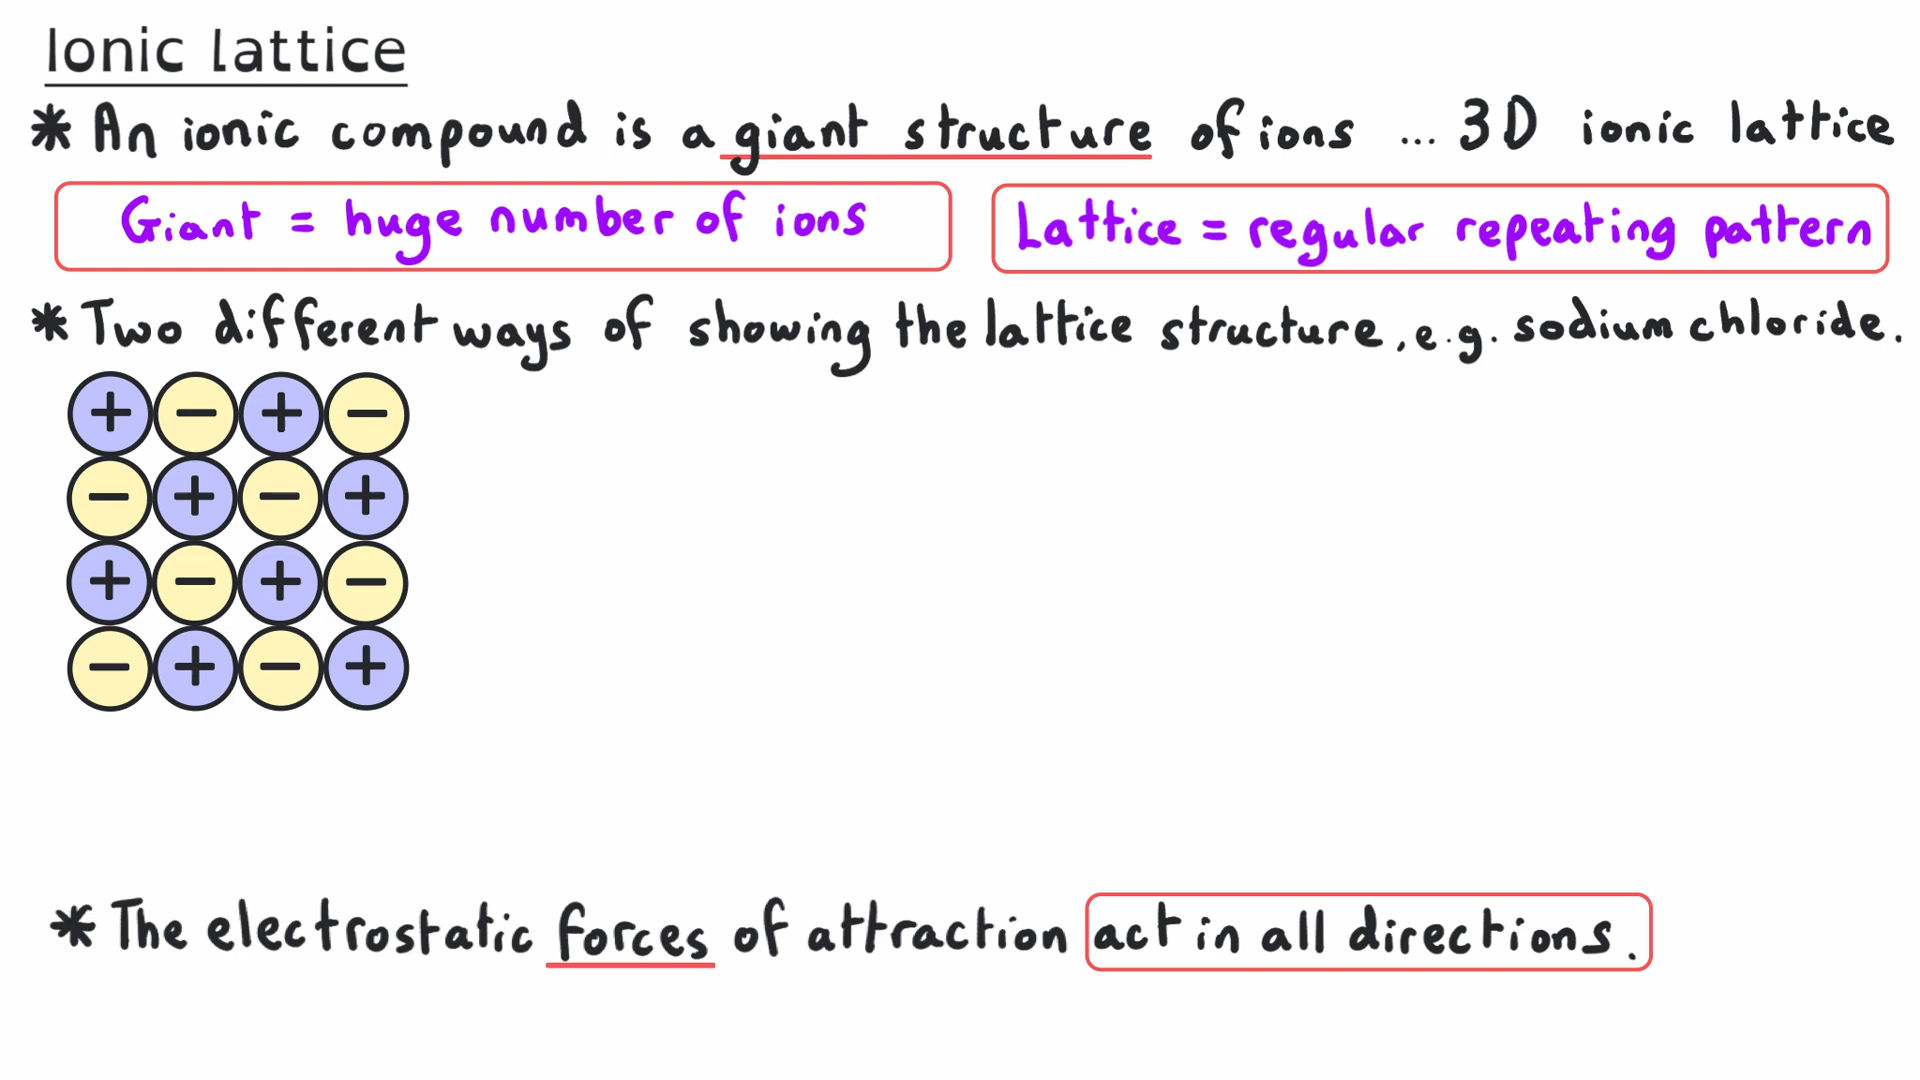 Ionic Lattice
* An ionic compound is a giant structure of ions ... 3D ionic lattice
Giant = huge number of ions
Lattice = regular repeating pattern
* Two different ways of showing the lattice structure, e.g. sodium chloride.
+ − + −
− + − +
+ − + −
− + − +
* The electrostatic forces of attraction act in all directions.